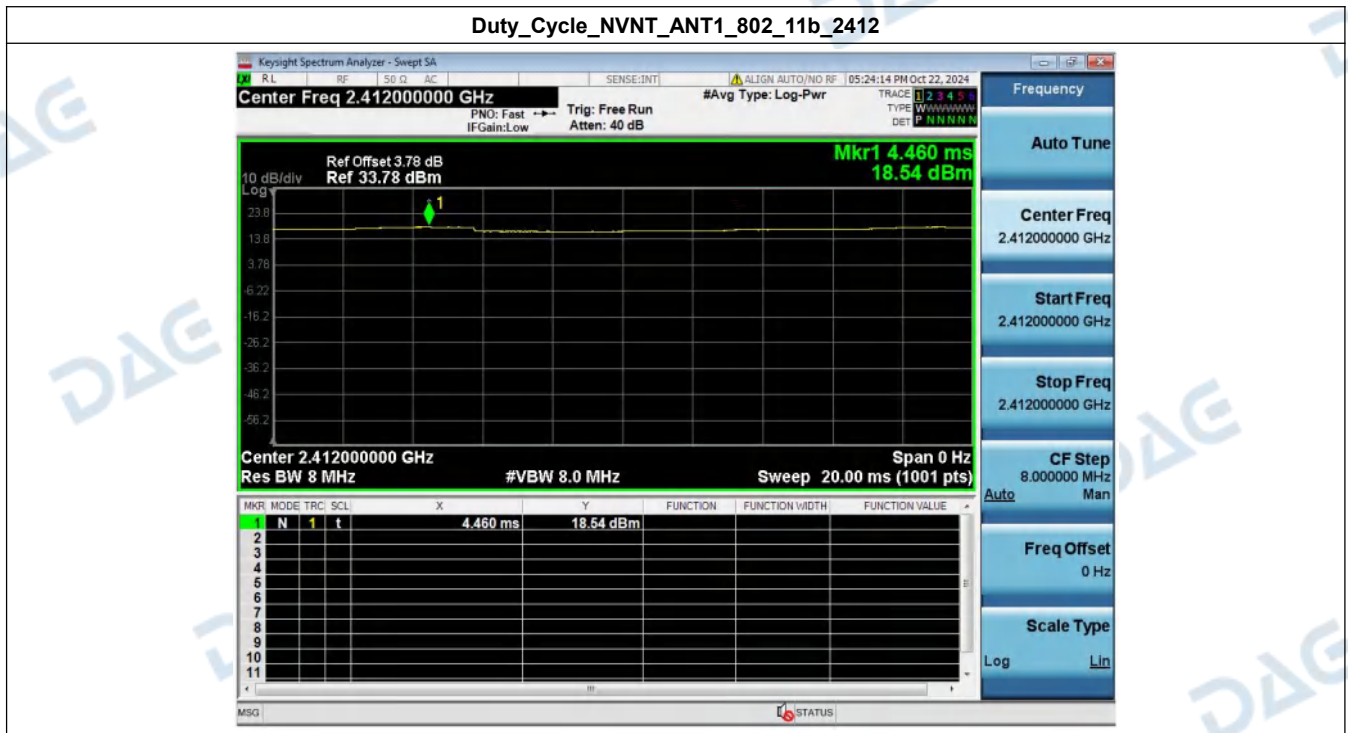 Duty_Cycle_NVNT_ANT1_802_11b_2412
Keysight Spectrum Analyzer - Swept SA
LXI RL RF 50 Ω AC SENSE:INT ALIGN AUTO/NO RF 05:24:14 PM Oct 22, 2024
Center Freq 2.412000000 GHz #Avg Type: Log-Pwr TRACE 1 2 3 4 5 6
PNO: Fast Trig: Free Run TYPE WWWWWW
IFGain:Low Atten: 40 dB DET P NNNNN
Mkr1 4.460 ms
Ref Offset 3.78 dB
10 dB/div Ref 33.78 dBm 18.54 dBm
Log
1
23.8
13.8
3.78
-6.22
-16.2
-26.2
-36.2
-46.2
-56.2
Center 2.412000000 GHz Span 0 Hz
Res BW 8 MHz #VBW 8.0 MHz Sweep 20.00 ms (1001 pts)
MKR MODE TRC SCL X Y FUNCTION FUNCTION WIDTH FUNCTION VALUE
1 N 1 t 4.460 ms 18.54 dBm
2
3
4
5
6
7
8
9
10
11
MSG STATUS
Frequency
Auto Tune
Center Freq
2.412000000 GHz
Start Freq
2.412000000 GHz
Stop Freq
2.412000000 GHz
CF Step
8.000000 MHz
Auto Man
Freq Offset
0 Hz
Scale Type
Log Lin
DAG
DAG
DAG
DAG